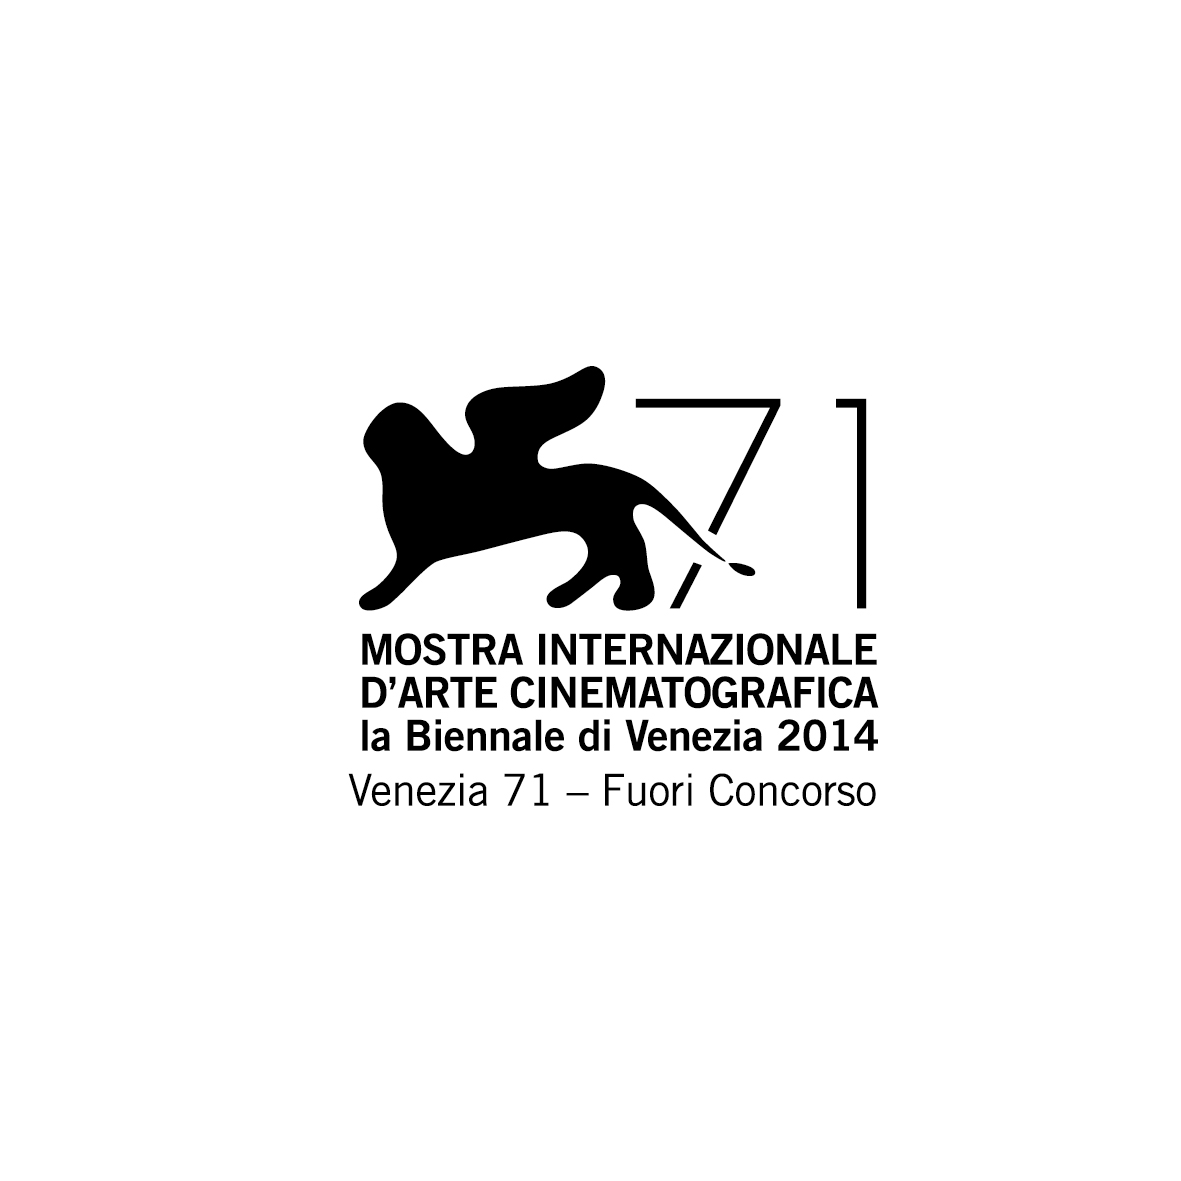 71
MOSTRA INTERNAZIONALE
D’ARTE CINEMATOGRAFICA
la Biennale di Venezia 2014
Venezia 71 – Fuori Concorso